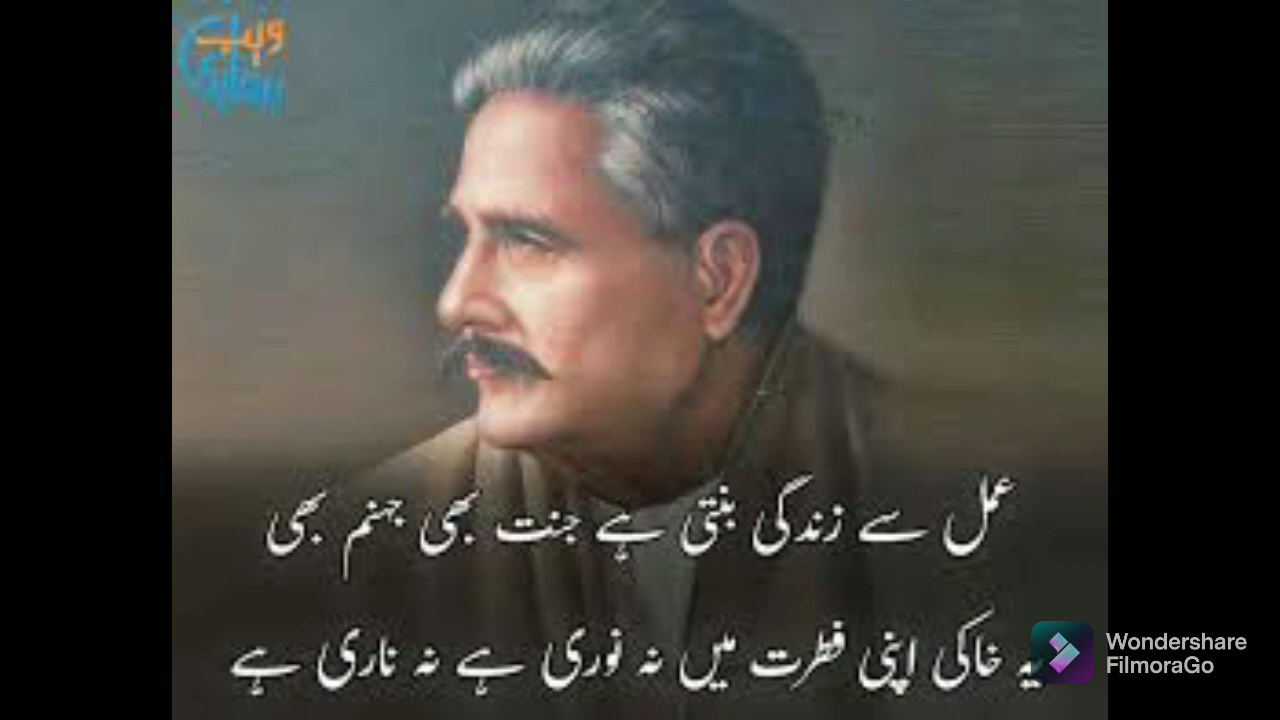 عمل سے زندگی بنتی ہے جنت بھی جہنم بھی
یہ خاکی اپنی فطرت میں نہ نوری ہے نہ ناری ہے
Wondershare
FilmoraGo